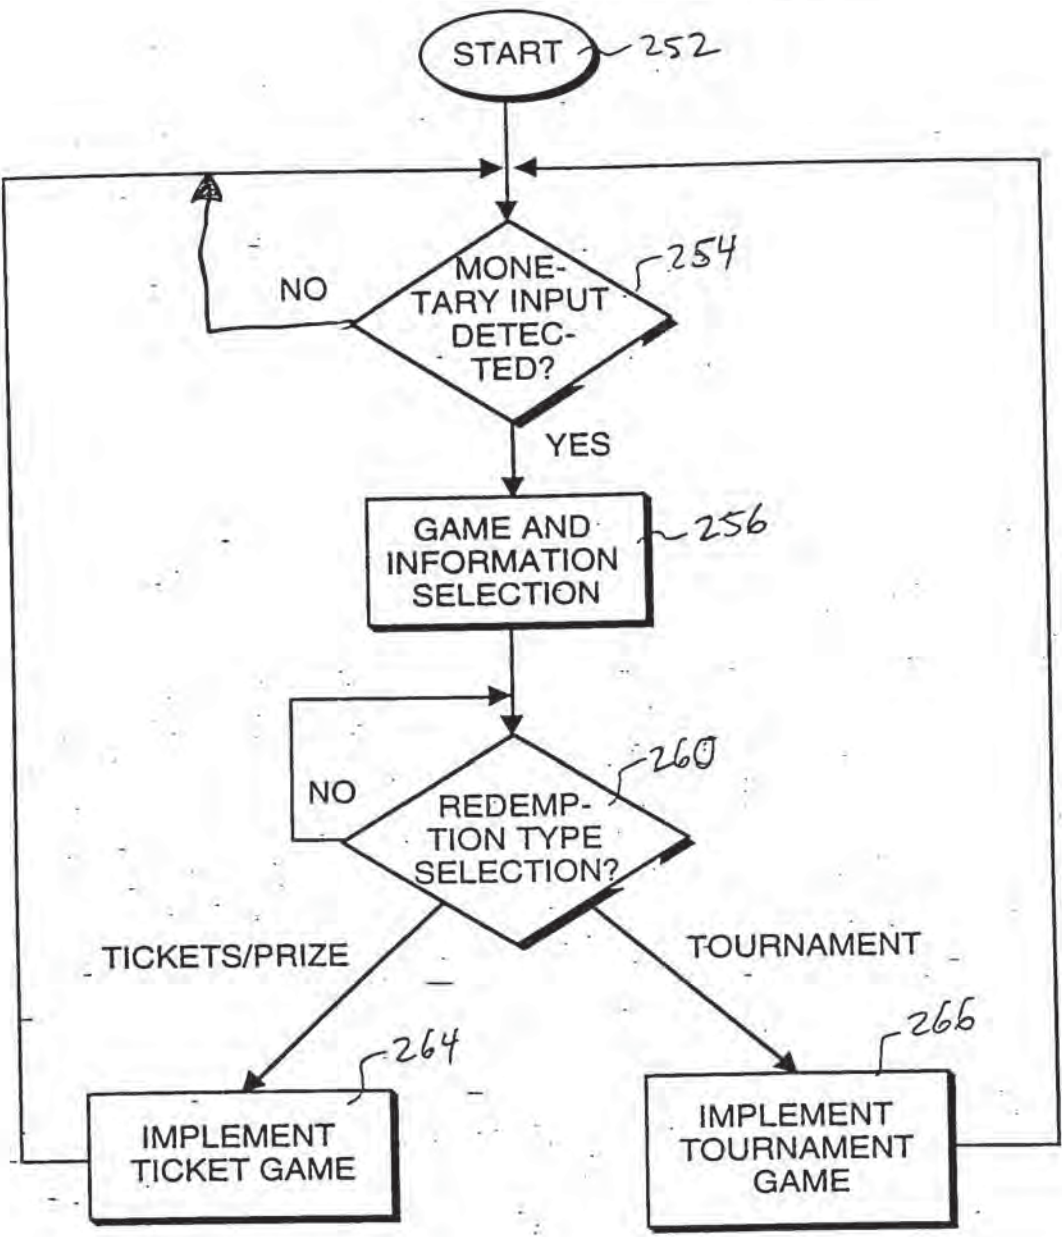 START
252
MONE-
TARY INPUT
DETEC-
TED?
254
NO
YES
GAME AND
INFORMATION
SELECTION
256
REDEMP-
TION TYPE
SELECTION?
260
NO
TICKETS/PRIZE
TOURNAMENT
IMPLEMENT
TICKET GAME
264
IMPLEMENT
TOURNAMENT
GAME
266